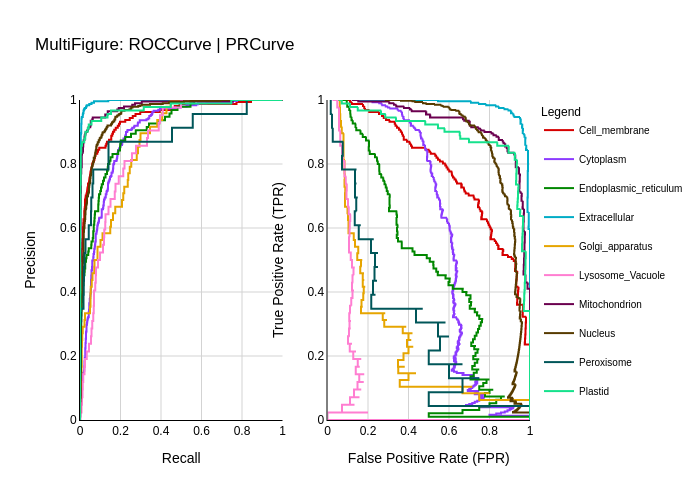 MultiFigure: ROCCurve | PRCurve
Precision
1
0.8
0.6
0.4
0.2
0
0
0.2
0.4
0.6
0.8
1
Recall
True Positive Rate (TPR)
1
0.8
0.6
0.4
0.2
0
0
0.2
0.4
0.6
0.8
1
False Positive Rate (FPR)
Legend
Cell_membrane
Cytoplasm
Endoplasmic_reticulum
Extracellular
Golgi_apparatus
Lysosome_Vacuole
Mitochondrion
Nucleus
Peroxisome
Plastid